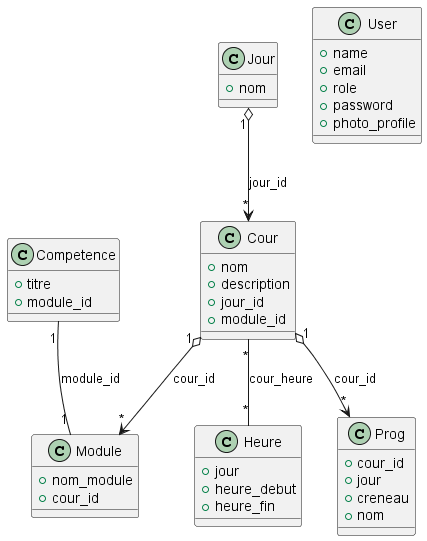 C Jour
nom
C User
name
email
role
password
photo_profile
1
jour_id
*
C Competence
titre
module_id
C Cour
nom
description
jour_id
module_id
1
module_id
1
1
cour_id
*
*
cour_heure
*
1
cour_id
*
C Module
nom_module
cour_id
C Heure
jour
heure_debut
heure_fin
C Prog
cour_id
jour
creneau
nom